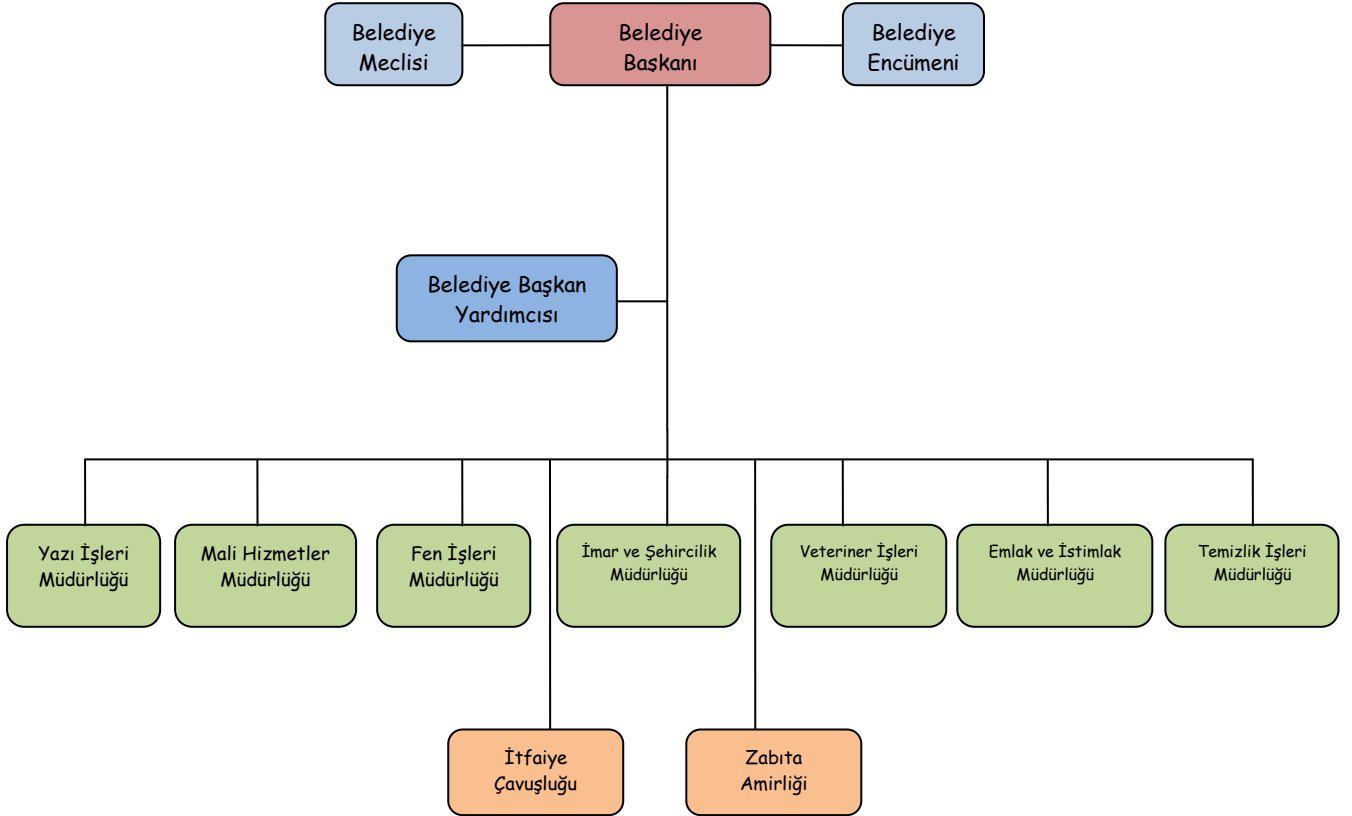 Belediye
Meclisi
Belediye
Başkanı
Belediye
Encümeni
Belediye Başkan
Yardımcısı
Yazı İşleri
Müdürlüğü
Mali Hizmetler
Müdürlüğü
Fen İşleri
Müdürlüğü
İmar ve Şehircilik
Müdürlüğü
Veteriner İşleri
Müdürlüğü
Emlak ve İstimlak
Müdürlüğü
Temizlik İşleri
Müdürlüğü
İtfaiye
Çavuşluğu
Zabıta
Amirliği